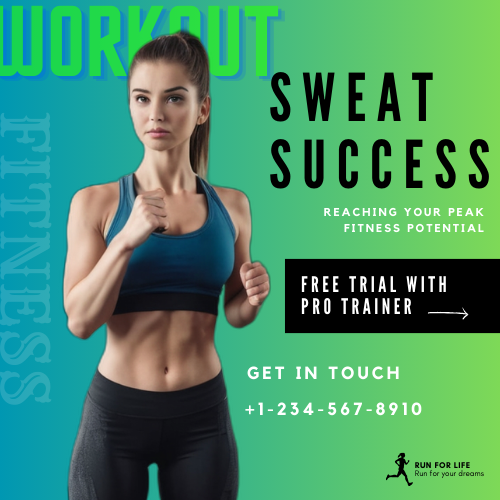 WORKOUT
FITNESS
SWEAT
SUCCESS
REACHING YOUR PEAK
FITNESS POTENTIAL
FREE TRIAL WITH
PRO TRAINER
GET IN TOUCH
+1-234-567-8910
RUN FOR LIFE
Run for your dreams